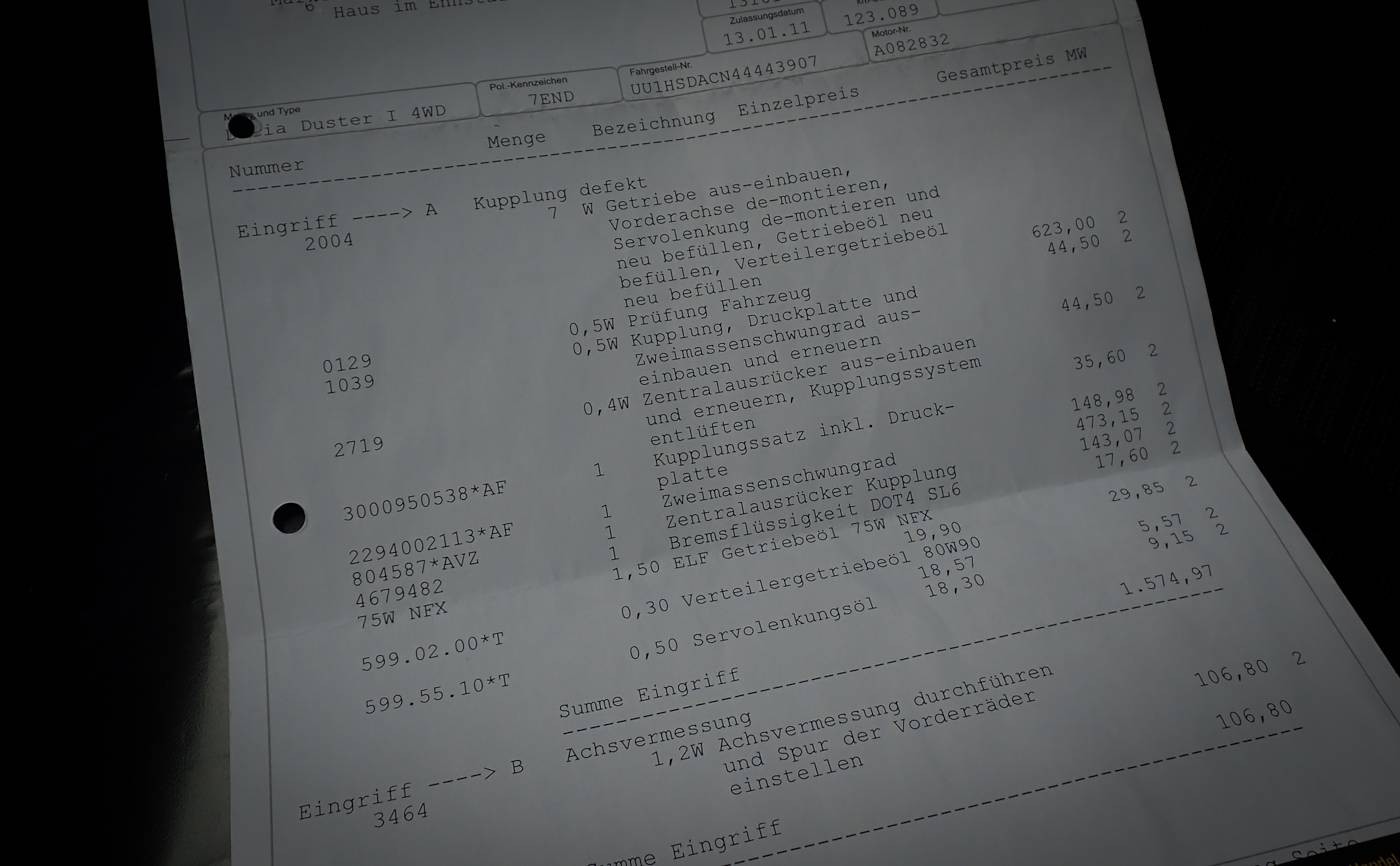 Haus im Ennst
Zulassungsdatum
13.01.11
123.089
Motor-Nr.
A082832
und Type
ia Duster I 4WD
Pol.-Kennzeichen
7END
Fahrgestell-Nr.
UU1HSDACN44443907
Nummer Menge Bezeichnung Einzelpreis Gesamtpreis MW
Eingriff ----> A Kupplung defekt
2004 7 W Getriebe aus-einbauen,
Vorderachse de-montieren,
Servolenkung de-montieren und
neu befüllen, Getriebeöl neu
befüllen, Verteilergetriebeöl
neu befüllen 623,00 2
0129 0,5W Prüfung Fahrzeug 44,50 2
1039 0,5W Kupplung, Druckplatte und
Zweimassenschwungrad aus-
einbauen und erneuern 44,50 2
2719 0,4W Zentralausrücker aus-einbauen
und erneuern, Kupplungssystem
entlüften 35,60 2
3000950538*AF 1 Kupplungssatz inkl. Druck-
platte 148,98 2
2294002113*AF 1 Zweimassenschwungrad 473,15 2
804587*AVZ 1 Zentralausrücker Kupplung 143,07 2
4679482 1 Bremsflüssigkeit DOT4 SL6 17,60 2
75W NFX 1,50 ELF Getriebeöl 75W NFX
19,90 29,85 2
599.02.00*T 0,30 Verteilergetriebeöl 80W90
18,57 5,57 2
599.55.10*T 0,50 Servolenkungsöl 18,30 9,15 2
Summe Eingriff 1.574,97
Eingriff ----> B Achsvermessung
3464 1,2W Achsvermessung durchführen
und Spur der Vorderräder
einstellen 106,80 2
Summe Eingriff 106,80